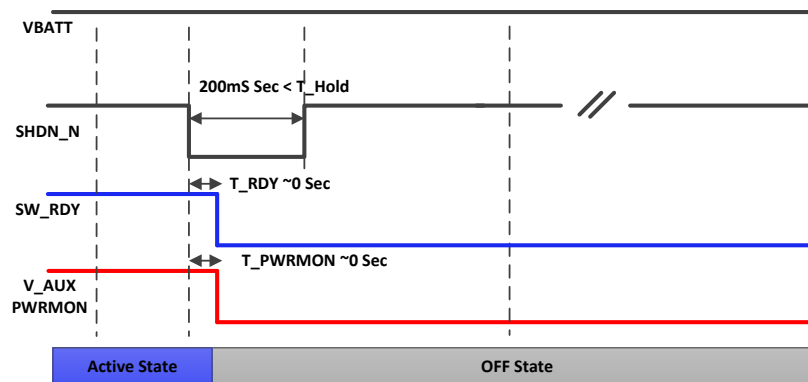 VBATT
200mS Sec < T_Hold
SHDN_N
T_RDY ~0 Sec
SW_RDY
T_PWRMON ~0 Sec
V_AUX
PWRMON
Active State
OFF State